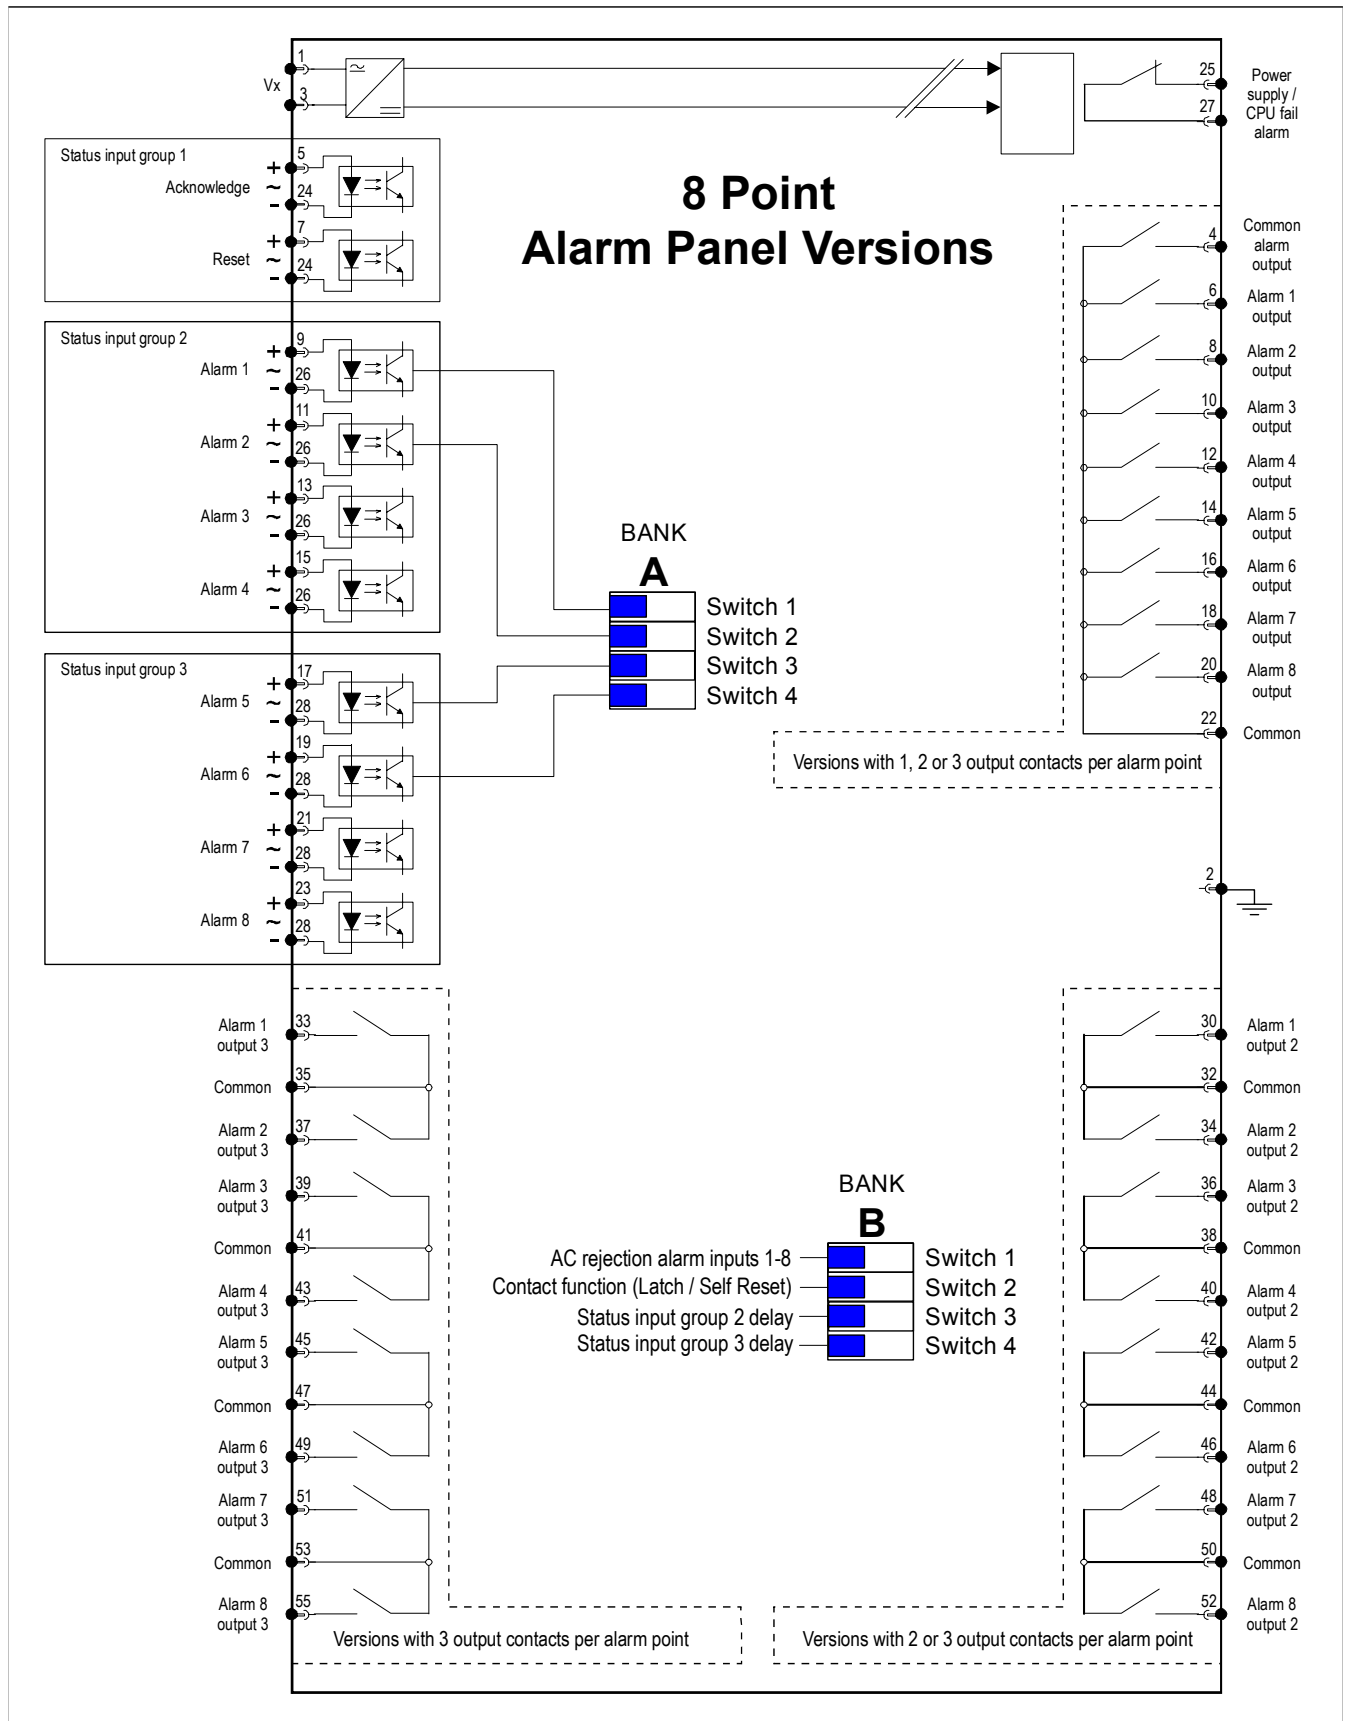 8 Point
Alarm Panel Versions
Vx
1
3
Status input group 1
Acknowledge
+
~
-
5
24
Reset
+
~
-
7
24
Status input group 2
Alarm 1
+
~
-
9
26
Alarm 2
+
~
-
11
26
Alarm 3
+
~
-
13
26
Alarm 4
+
~
-
15
26
Status input group 3
Alarm 5
+
~
-
17
28
Alarm 6
+
~
-
19
28
Alarm 7
+
~
-
21
28
Alarm 8
+
~
-
23
28
BANK
A
Switch 1
Switch 2
Switch 3
Switch 4
25
27
Power
supply /
CPU fail
alarm
4
Common
alarm
output
6
Alarm 1
output
8
Alarm 2
output
10
Alarm 3
output
12
Alarm 4
output
14
Alarm 5
output
16
Alarm 6
output
18
Alarm 7
output
20
Alarm 8
output
22
Common
Versions with 1, 2 or 3 output contacts per alarm point
2
Alarm 1
output 3
33
Common
35
Alarm 2
output 3
37
Alarm 3
output 3
39
Common
41
Alarm 4
output 3
43
Alarm 5
output 3
45
Common
47
Alarm 6
output 3
49
Alarm 7
output 3
51
Common
53
Alarm 8
output 3
55
Versions with 3 output contacts per alarm point
BANK
B
AC rejection alarm inputs 1-8
Switch 1
Contact function (Latch / Self Reset)
Switch 2
Status input group 2 delay
Switch 3
Status input group 3 delay
Switch 4
30
Alarm 1
output 2
32
Common
34
Alarm 2
output 2
36
Alarm 3
output 2
38
Common
40
Alarm 4
output 2
42
Alarm 5
output 2
44
Common
46
Alarm 6
output 2
48
Alarm 7
output 2
50
Common
52
Alarm 8
output 2
Versions with 2 or 3 output contacts per alarm point